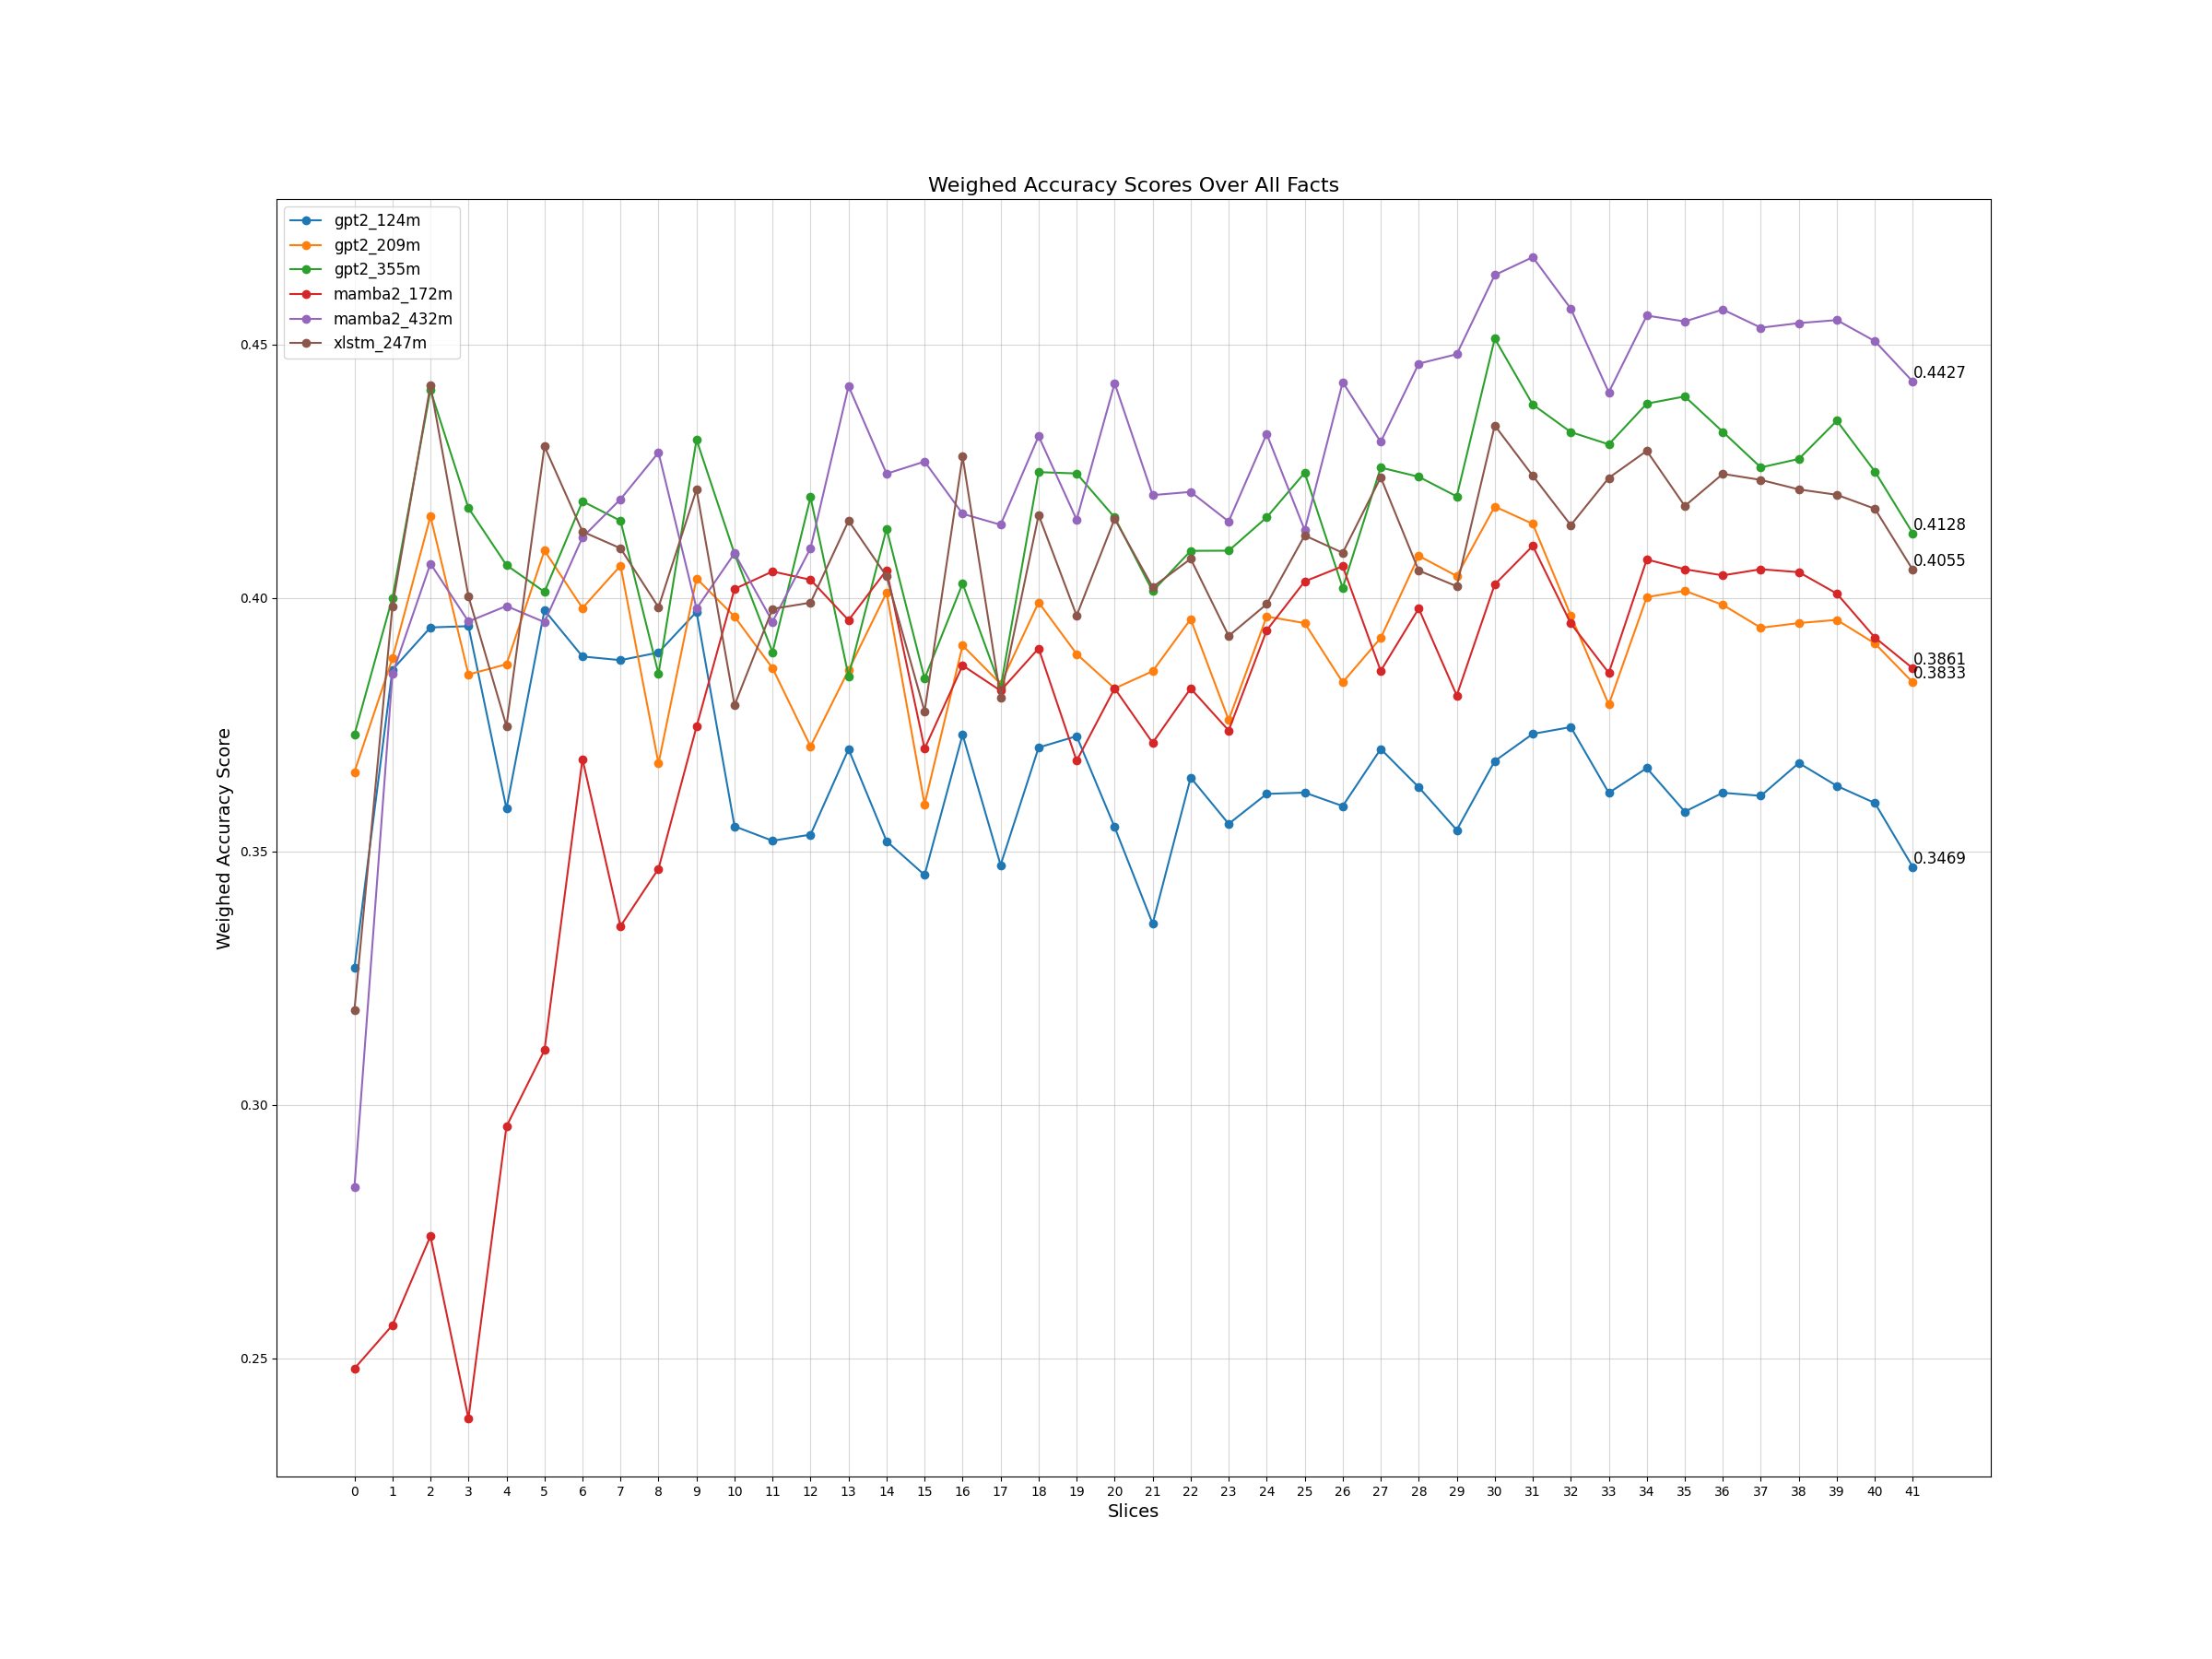 Weighed Accuracy Scores Over All Facts
gpt2_124m
gpt2_209m
gpt2_355m
mamba2_172m
mamba2_432m
xlstm_247m
Weighed Accuracy Score
0.45
0.40
0.35
0.30
0.25
0.4427
0.4128
0.4055
0.3861
0.3833
0.3469
0 1 2 3 4 5 6 7 8 9 10 11 12 13 14 15 16 17 18 19 20 21 22 23 24 25 26 27 28 29 30 31 32 33 34 35 36 37 38 39 40 41
Slices